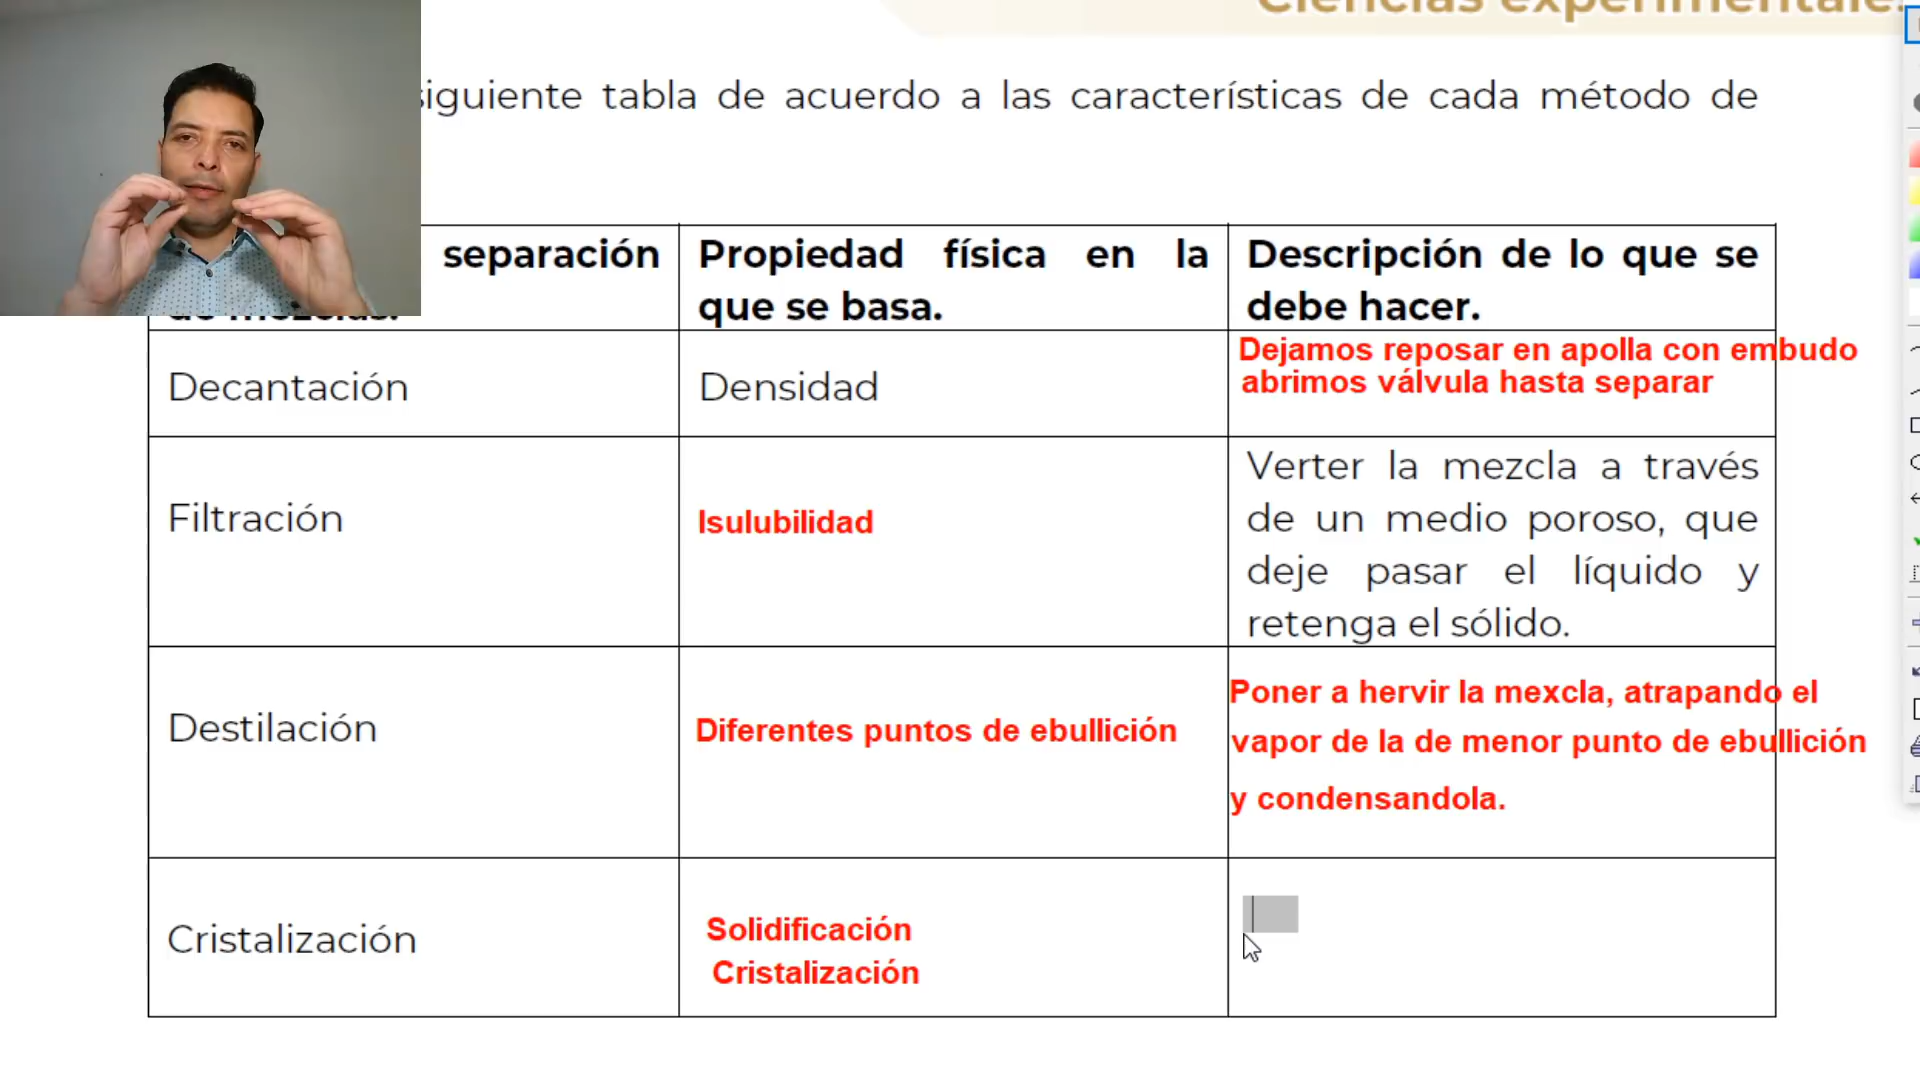 Ciencias experimentales
siguiente tabla de acuerdo a las características de cada método de
separación
de mezclas.
Propiedad física en la
que se basa.
Descripción de lo que se
debe hacer.
Decantación
Densidad
Dejamos reposar en apolla con embudo
abrimos válvula hasta separar
Filtración
Isulubilidad
Verter la mezcla a través
de un medio poroso, que
deje pasar el líquido y
retenga el sólido.
Destilación
Diferentes puntos de ebullición
Poner a hervir la mexcla, atrapando el
vapor de la de menor punto de ebullición
y condensandola.
Cristalización
Solidificación
Cristalización